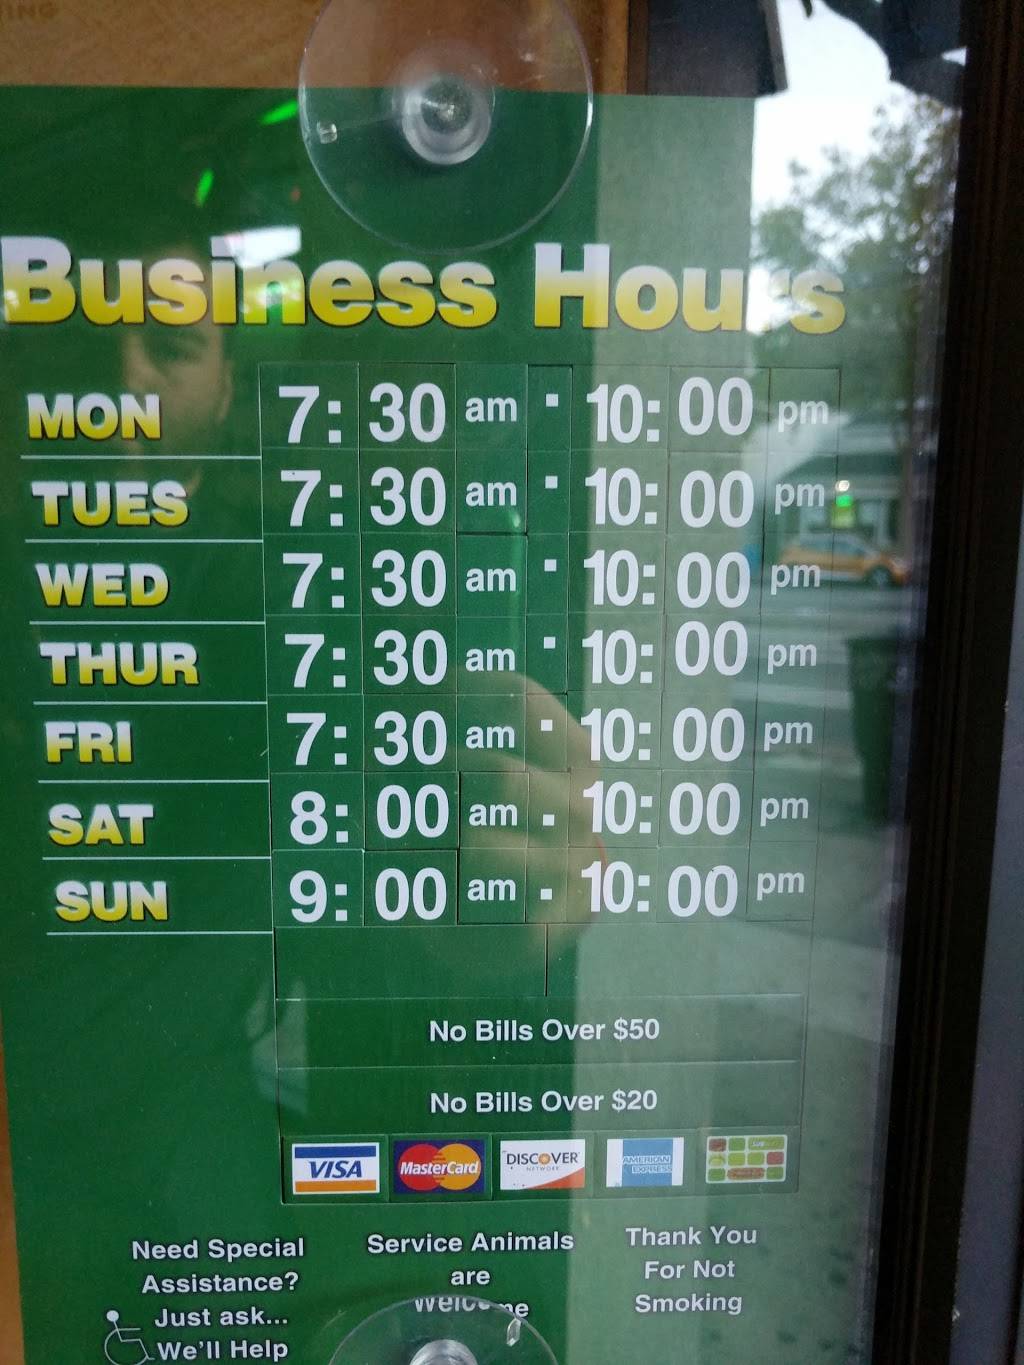 ING
Business Hours
MON 7:30 am - 10:00 pm
TUES 7:30 am - 10:00 pm
WED 7:30 am - 10:00 pm
THUR 7:30 am - 10:00 pm
FRI 7:30 am - 10:00 pm
SAT 8:00 am - 10:00 pm
SUN 9:00 am - 10:00 pm
No Bills Over $50
No Bills Over $20
VISA MasterCard DISCOVER NETWORK AMERICAN EXPRESS
Need Special
Assistance?
Just ask...
We'll Help
Service Animals
are
Welcome
Thank You
For Not
Smoking